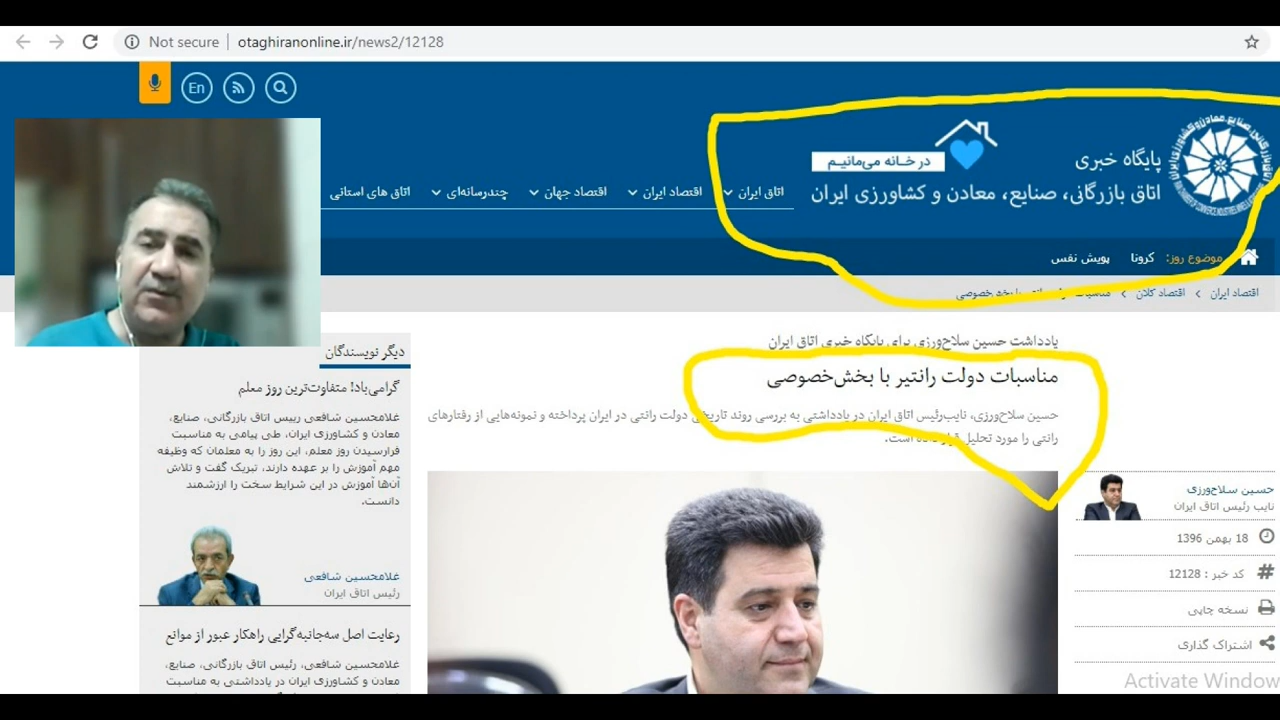 Not secure
otaghiranonline.ir/news2/12128
En
پایگاه خبری
در خـانه می‌مانیـم
اتاق بازرگانی، صنایع، معادن و کشاورزی ایران
اتاق ایران
اقتصاد ایران
اقتصاد جهان
چندرسانه‌ای
اتاق های استانی
موضوع روز:
کرونا
پویش نفس
اقتصاد ایران
اقتصاد کلان
یادداشت حسین سلاح‌ورزی برای پایگاه خبری اتاق ایران
مناسبات دولت رانتیر با بخش‌خصوصی
حسین سلاح‌ورزی، نایب‌رئیس اتاق ایران در یادداشتی به بررسی روند تاریخی دولت رانتی در ایران پرداخته و نمونه‌هایی از رفتارهای
رانتی را مورد تحلیل قرار داده است.
حسین سلاح‌ورزی
نایب رئیس اتاق ایران
18 بهمن 1396
کد خبر : 12128
نسخه چاپی
اشتراک گذاری
دیگر نویسندگان
گرامی‌باد! متفاوت‌ترین روز معلم
غلامحسین شافعی رییس اتاق بازرگانی، صنایع،
معادن و کشاورزی ایران، طی پیامی به مناسبت
فرارسیدن روز معلم، این روز را به معلمان که وظیفه
مهم آموزش را بر عهده دارند، تبریک گفت و تلاش
آن‌ها آموزش در این شرایط سخت را ارزشمند
دانست.
غلامحسین شافعی
رئیس اتاق ایران
رعایت اصل سه‌جانبه‌گرایی راهکار عبور از موانع
غلامحسین شافعی، رئیس اتاق بازرگانی، صنایع،
معادن و کشاورزی ایران در یادداشتی به مناسبت
Activate Window